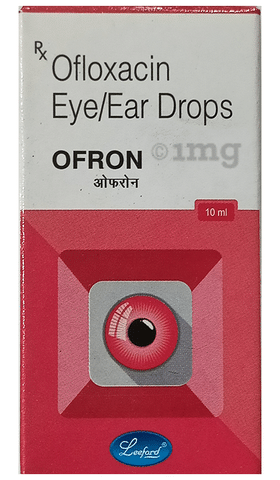 Rx Ofloxacin
Eye/Ear Drops
OFRON
©1mg
ओफरोन
10 ml
Leeford